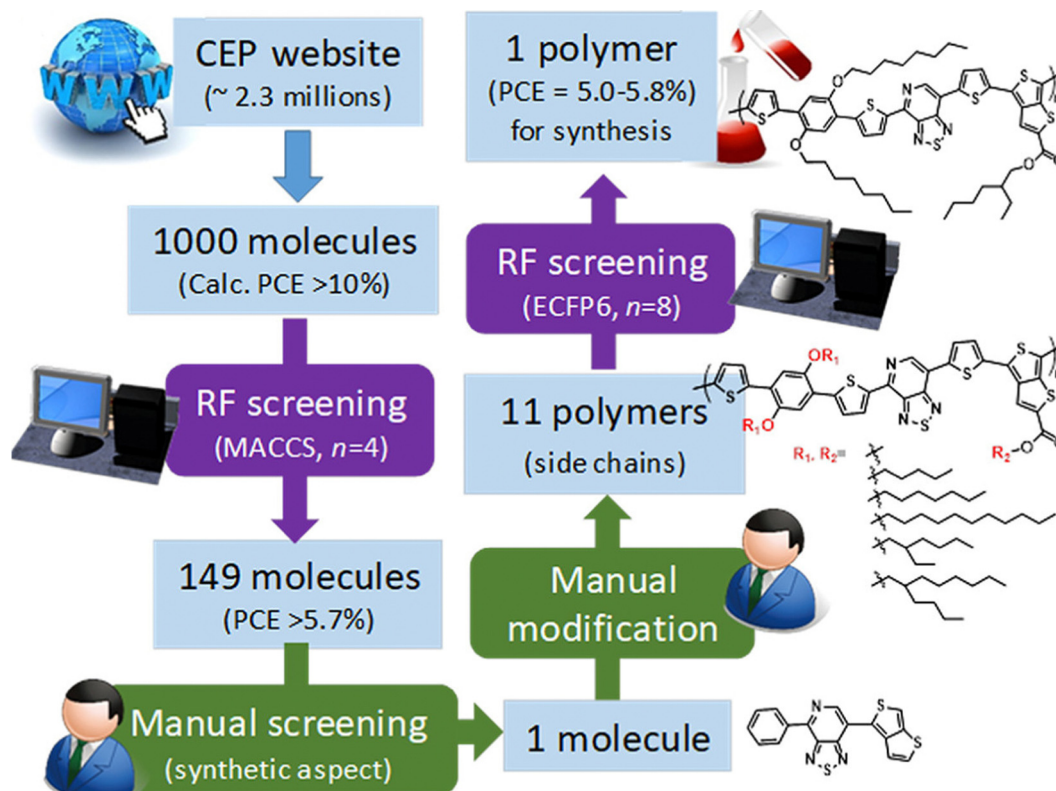 WWW
CEP website
(~ 2.3 millions)
1000 molecules
(Calc. PCE >10%)
RF screening
(MACCS, n=4)
149 molecules
(PCE >5.7%)
Manual screening
(synthetic aspect)
1 molecule
N
S
N
N
S
S
Manual
modification
11 polymers
(side chains)
OR₁
R₁O
S
S
N
N
N
S
S
S
S
R₂
O
R₁, R₂=
RF screening
(ECFP6, n=8)
1 polymer
(PCE = 5.0-5.8%)
for synthesis
O
O
S
S
N
N
N
S
S
S
S
O